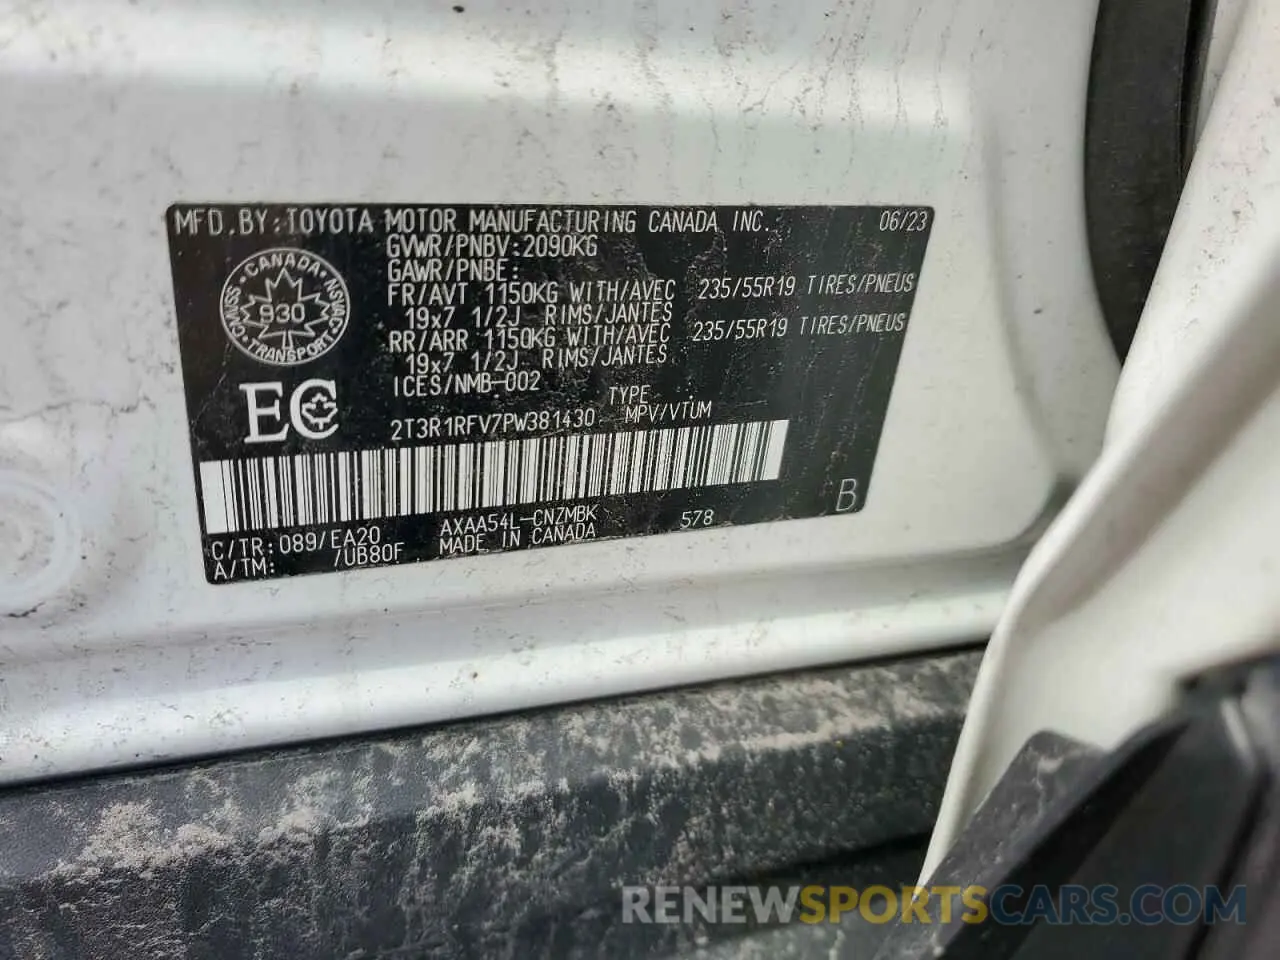 MFD.BY:TOYOTA MOTOR MANUFACTURING CANADA INC. 06/23
GVWR/PNBV:2090KG
GAWR/PNBE:
FR/AVT 1150KG WITH/AVEC 235/55R19 TIRES/PNEUS
19x7 1/2J RIMS/JANTES
RR/ARR 1150KG WITH/AVEC 235/55R19 TIRES/PNEUS
19x7 1/2J RIMS/JANTES
ICES/NMB-002
TYPE :
2T3R1RFV7PW381430 MPV/VTUM
CANADA
930
TRANSPORT
CMVSS
NSVAC
EC
C/TR:089/EA20 AXAA54L-CNZMBK 578 B
A/TM: /UB80F MADE IN CANADA
RENEWSPORTSCARS.COM